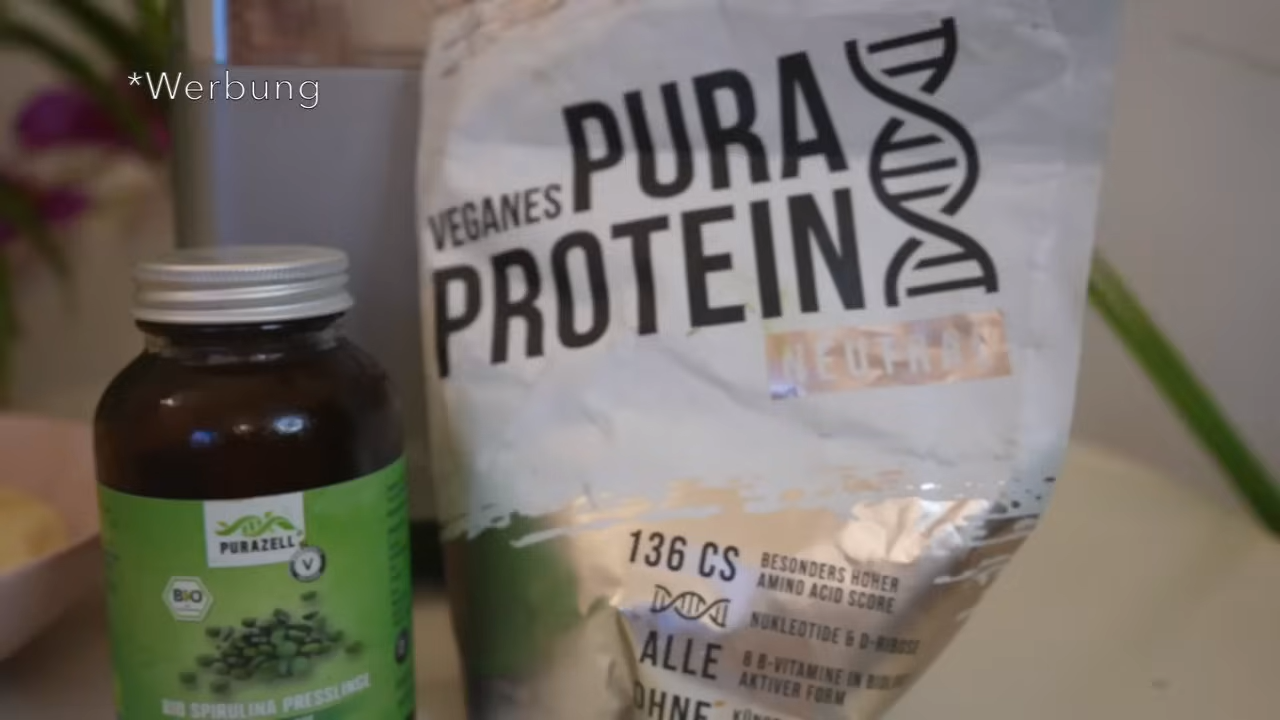 *Werbung
PURA
VEGANES
PROTEIN
NEUTRAL
136 CS
BESONDERS HOHER
AMINO ACID SCORE
NUKLEOTIDE & D-RIBOSE
ALLE
8 B-VITAMINE IN
AKTIVER FORM
OHNE
PURAZELL
V
BIO
BIO SPIRULINA PRESSLINGE